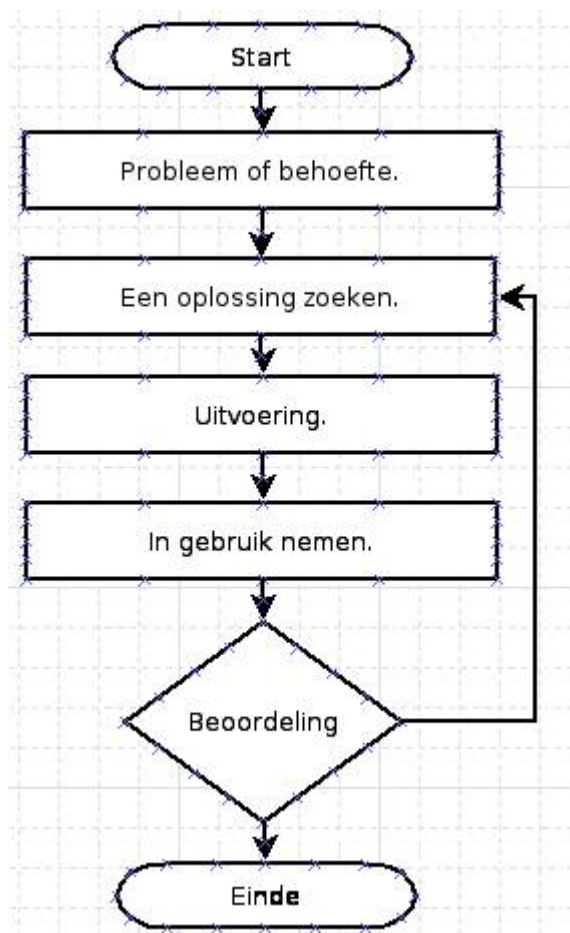 Start
Probleem of behoefte.
Een oplossing zoeken.
Uitvoering.
In gebruik nemen.
Beoordeling
Einde